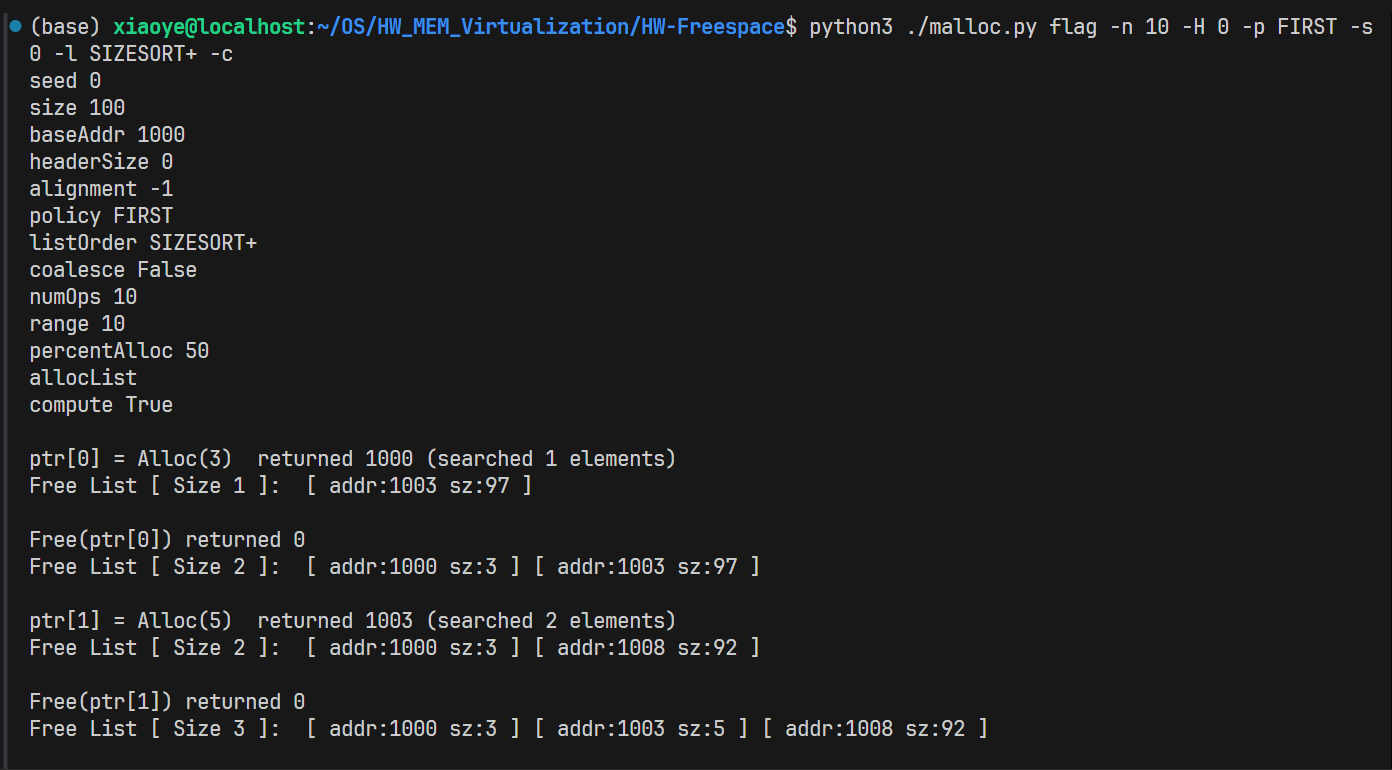 (base) xiaoye@localhost:~/OS/HW_MEM_Virtualization/HW-Freespace$ python3 ./malloc.py flag -n 10 -H 0 -p FIRST -s
0 -l SIZESORT+ -c
seed 0
size 100
baseAddr 1000
headerSize 0
alignment -1
policy FIRST
listOrder SIZESORT+
coalesce False
numOps 10
range 10
percentAlloc 50
allocList
compute True
ptr[0] = Alloc(3)  returned 1000 (searched 1 elements)
Free List [ Size 1 ]:  [ addr:1003 sz:97 ]
Free(ptr[0]) returned 0
Free List [ Size 2 ]:  [ addr:1000 sz:3 ] [ addr:1003 sz:97 ]
ptr[1] = Alloc(5)  returned 1003 (searched 2 elements)
Free List [ Size 2 ]:  [ addr:1000 sz:3 ] [ addr:1008 sz:92 ]
Free(ptr[1]) returned 0
Free List [ Size 3 ]:  [ addr:1000 sz:3 ] [ addr:1003 sz:5 ] [ addr:1008 sz:92 ]